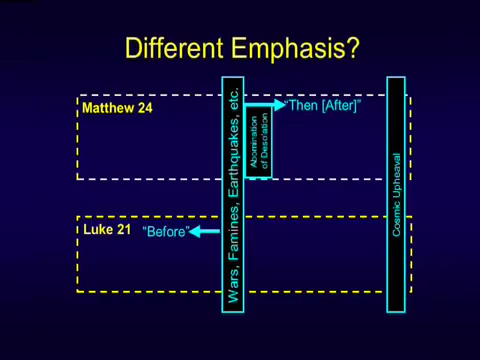 Different Emphasis?
Matthew 24
Wars, Famines, Earthquakes, etc.
"Then [After]"
Abomination
of Desolation
Cosmic Upheaval
Luke 21
"Before"